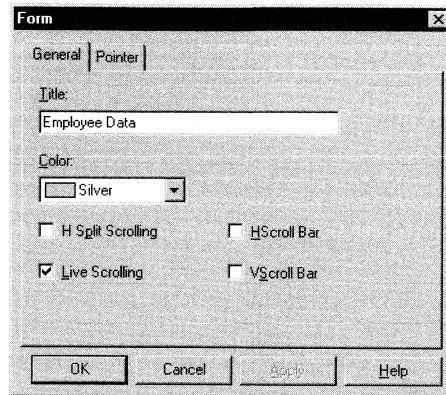 Form
General Pointer
Title:
Employee Data
Color:
Silver
H Split Scrolling HScroll Bar
Live Scrolling VScroll Bar
OK Cancel Apply Help